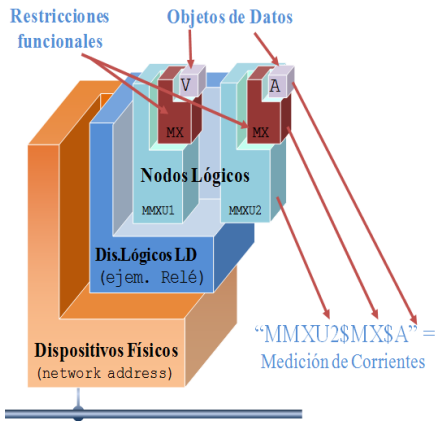 Restricciones
funcionales
Objetos de Datos
V
A
MX
MX
Nodos Lógicos
MMXU1
MMXU2
Dis.Lógicos LD
(ejem. Relé)
“MMXU2$MX$A” =
Medición de Corrientes
Dispositivos Físicos
(network address)